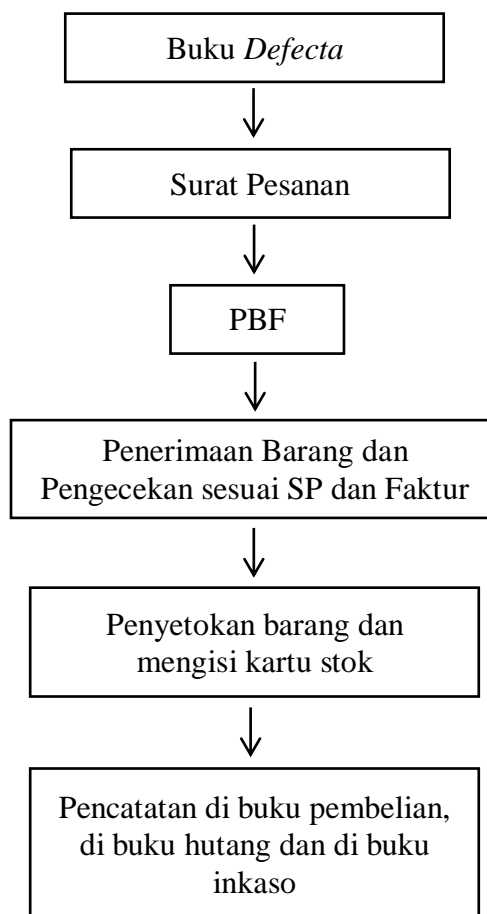 Buku Defecta
Surat Pesanan
PBF
Penerimaan Barang dan
Pengecekan sesuai SP dan Faktur
Penyetokan barang dan
mengisi kartu stok
Pencatatan di buku pembelian,
di buku hutang dan di buku
inkaso